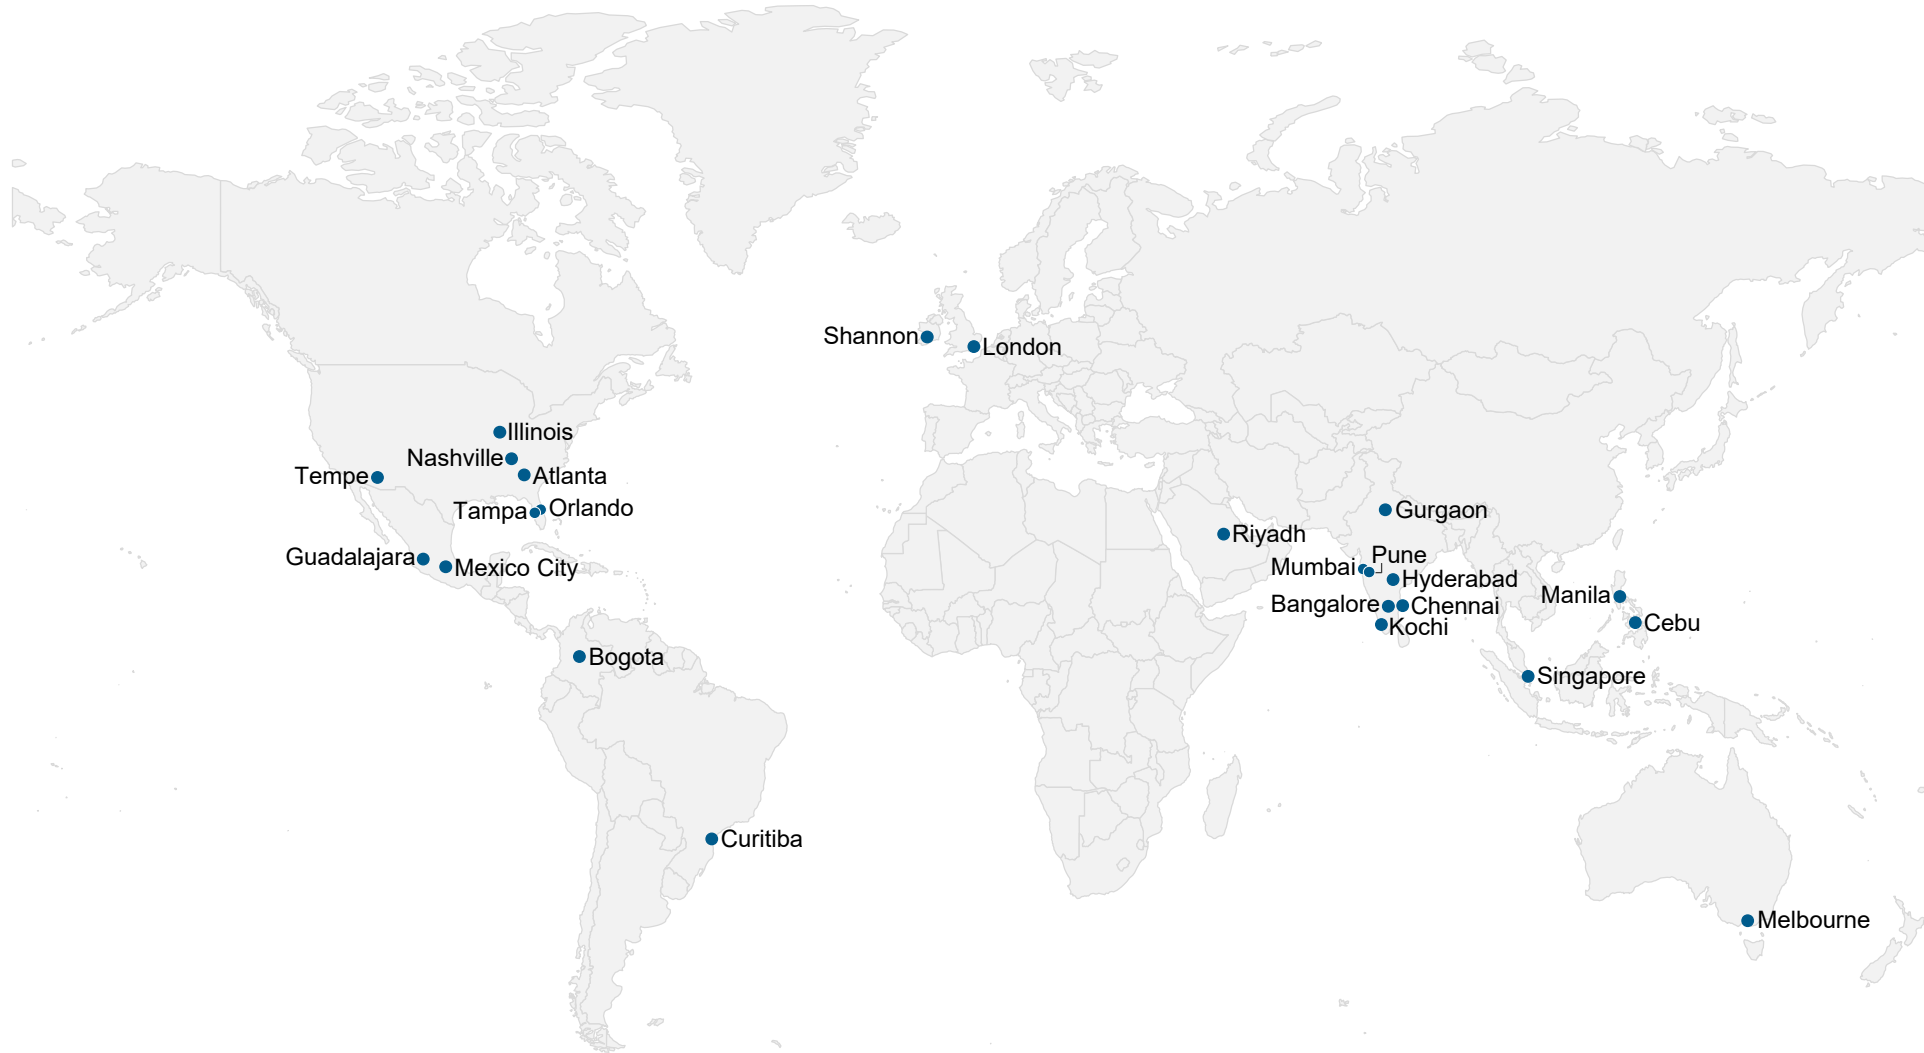 Shannon
London
Illinois
Nashville
Tempe
Atlanta
Tampa
Orlando
Guadalajara
Mexico City
Bogota
Curitiba
Riyadh
Gurgaon
Mumbai
Pune
Hyderabad
Bangalore
Chennai
Kochi
Manila
Cebu
Singapore
Melbourne